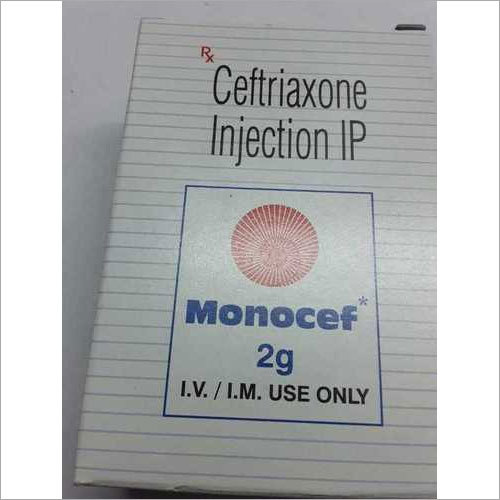 Rx
Ceftriaxone
Injection IP
Monocef*
2g
I.V. / I.M. USE ONLY